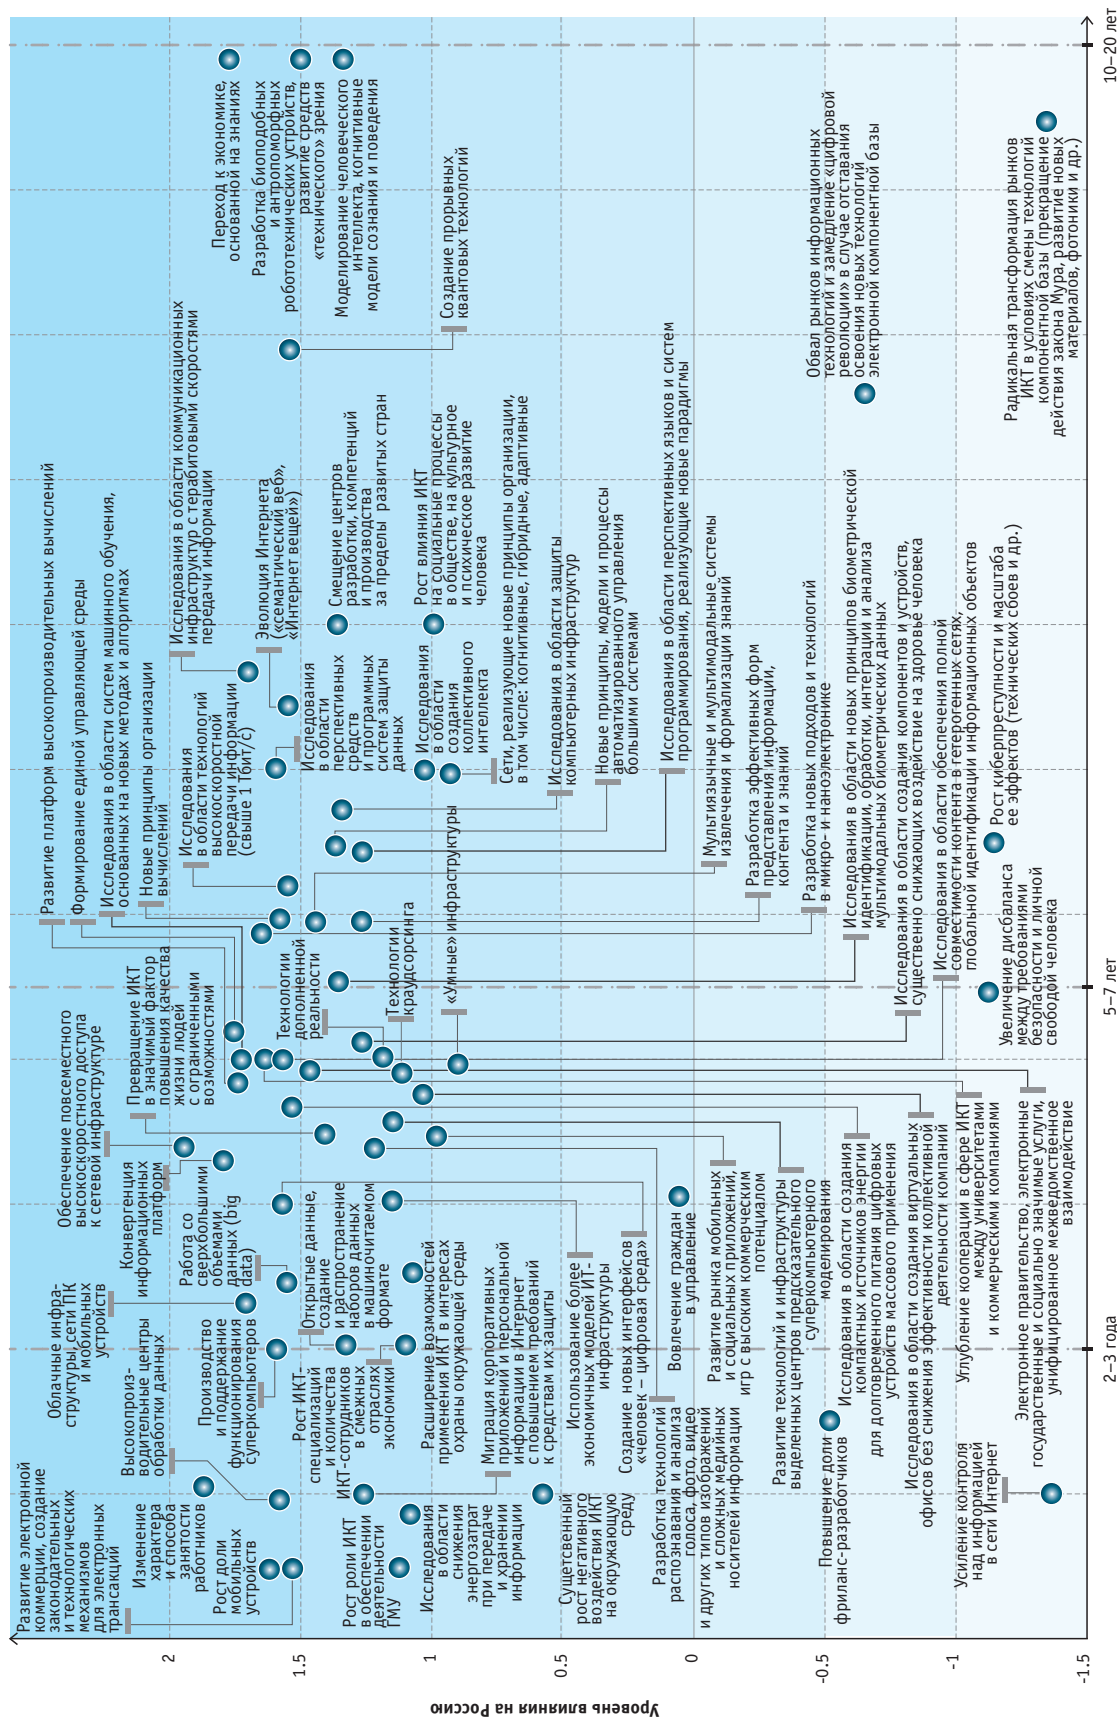 Развитие электронной
коммерции, создание
законодательных
и технологических
механизмов
для электронных
трансакций
Изменение
характера
и способа
занятости
работников
Рост доли
мобильных
устройств
Высокопроиз-
водительные центры
обработки данных
Облачные инфра-
структуры, сети ПК
и мобильных
устройств
Производство
и поддержание
функционирования
суперкомпьютеров
Обеспечение повсеместного
высокоскоростного доступа
к сетевой инфраструктуре
Конвергенция
информационных
платформ
Работа со
сверхбольшими
объемами
данных (big
data)
Превращение ИКТ
в значимый фактор
повышения качества
жизни людей
с ограниченными
возможностями
Развитие платформ высокопроизводительных вычислений
Формирование единой управляющей среды
Исследования в области систем машинного обучения,
основанных на новых методах и алгоритмах
Новые принципы организации
вычислений
Исследования
в области технологий
высокоскоростной
передачи информации
(свыше 1 Тбит/с)
Исследования в области коммуникационных
инфраструктур с терабитовыми скоростями
передачи информации
Эволюция Интернета
(«семантический веб»,
«Интернет вещей»)
Переход к экономике,
основанной на знаниях
Разработка биоподобных
и антропоморфных
робототехнических устройств,
развитие средств
«технического» зрения
Моделирование человеческого
интеллекта, когнитивные
модели сознания и поведения
Создание прорывных
квантовых технологий
Смещение центров
разработки, компетенций
и производства
за пределы развитых стран
Рост влияния ИКТ
на социальные процессы
в обществе, на культурное
и психическое развитие
человека
Исследования
в области
перспективных
средств
и программных
систем защиты
данных
Исследования
в области
создания
коллективного
интеллекта
Сети, реализующие новые принципы организации,
в том числе: когнитивные, гибридные, адаптивные
Исследования в области защиты
компьютерных инфраструктур
Новые принципы, модели и процессы
автоматизированного управления
большими системами
Исследования в области перспективных языков и систем
программирования, реализующие новые парадигмы
Технологии
дополненной
реальности
Технологии
краудсорсинга
«Умные» инфраструктуры
Открытые данные,
создание
и распространение
наборов данных
в машиночитаемом
формате
Рост ИКТ-
специализаций
и количества
ИКТ-сотрудников
в смежных
отраслях
экономики
Расширение возможностей
применения ИКТ в интересах
охраны окружающей среды
Рост роли ИКТ
в обеспечении
деятельности
ГМУ
Исследования
в области
снижения
энергозатрат
при передаче
и хранении
информации
Миграция корпоративных
приложений и персональной
информации в Интернет
с повышением требований
к средствам их защиты
Сущетсвенный
рост негативного
воздействия ИКТ
на окружающую
среду
Использование более
экономичных моделей ИТ-
инфраструктуры
Создание новых интерфейсов
«человек – цифровая среда»
Вовлечение граждан
в управление
Разработка технологий
распознавания и анализа
голоса, фото, видео
и других типов изображений
и сложных медийных
носителей информации
Развитие рынка мобильных
и социальных приложений,
игр с высоким коммерческим
потенциалом
Развитие технологий и инфраструктуры
выделенных центров предсказательного
суперкомпьютерного
моделирования
Мультиязычные и мультимодальные системы
извлечения и формализации знаний
Разработка эффективных форм
представления информации,
контента и знаний
Разработка новых подходов и технологий
в микро- и наноэлектронике
Повышение доли
фриланс-разработчиков
Исследования в области создания
компактных источников энергии
для долговременного питания цифровых
устройств массового применения
Исследования в области новых принципов биометрической
идентификации, обработки, интеграции и анализа
мультимодальных биометрических данных
Исследования в области создания компонентов и устройств,
существенно снижающих воздействие на здоровье человека
Исследования в области создания виртуальных
офисов без снижения эффективности коллективной
деятельности компаний
Исследования в области обеспечения полной
совместимости контента в гетерогенных сетях,
глобальной идентификации информационных объектов
Обвал рынков информационных
технологий и замедление «цифровой
революции» в случае отставания
освоения новых технологий
электронной компонентной базы
Усиление контроля
над информацией
в сети Интернет
Углубление кооперации в сфере ИКТ
между университетами
и коммерческими компаниями
Электронное правительство, электронные
государственные и социально значимые услуги,
унифицированное межведомственное
взаимодействие
Увеличение дисбаланса
между требованиями
безопасности и личной
свободой человека
Рост киберпреступности и масштаба
ее эффектов (технических сбоев и др.)
Радикальная трансформация рынков
ИКТ в условиях смены технологий
компонентной базы (прекращение
действия закона Мура, развитие новых
материалов, фотоники и др.)
Уровень влияния на Россию
2
1.5
1
0.5
0
-0.5
-1
-1.5
2–3 года
5–7 лет
10–20 лет